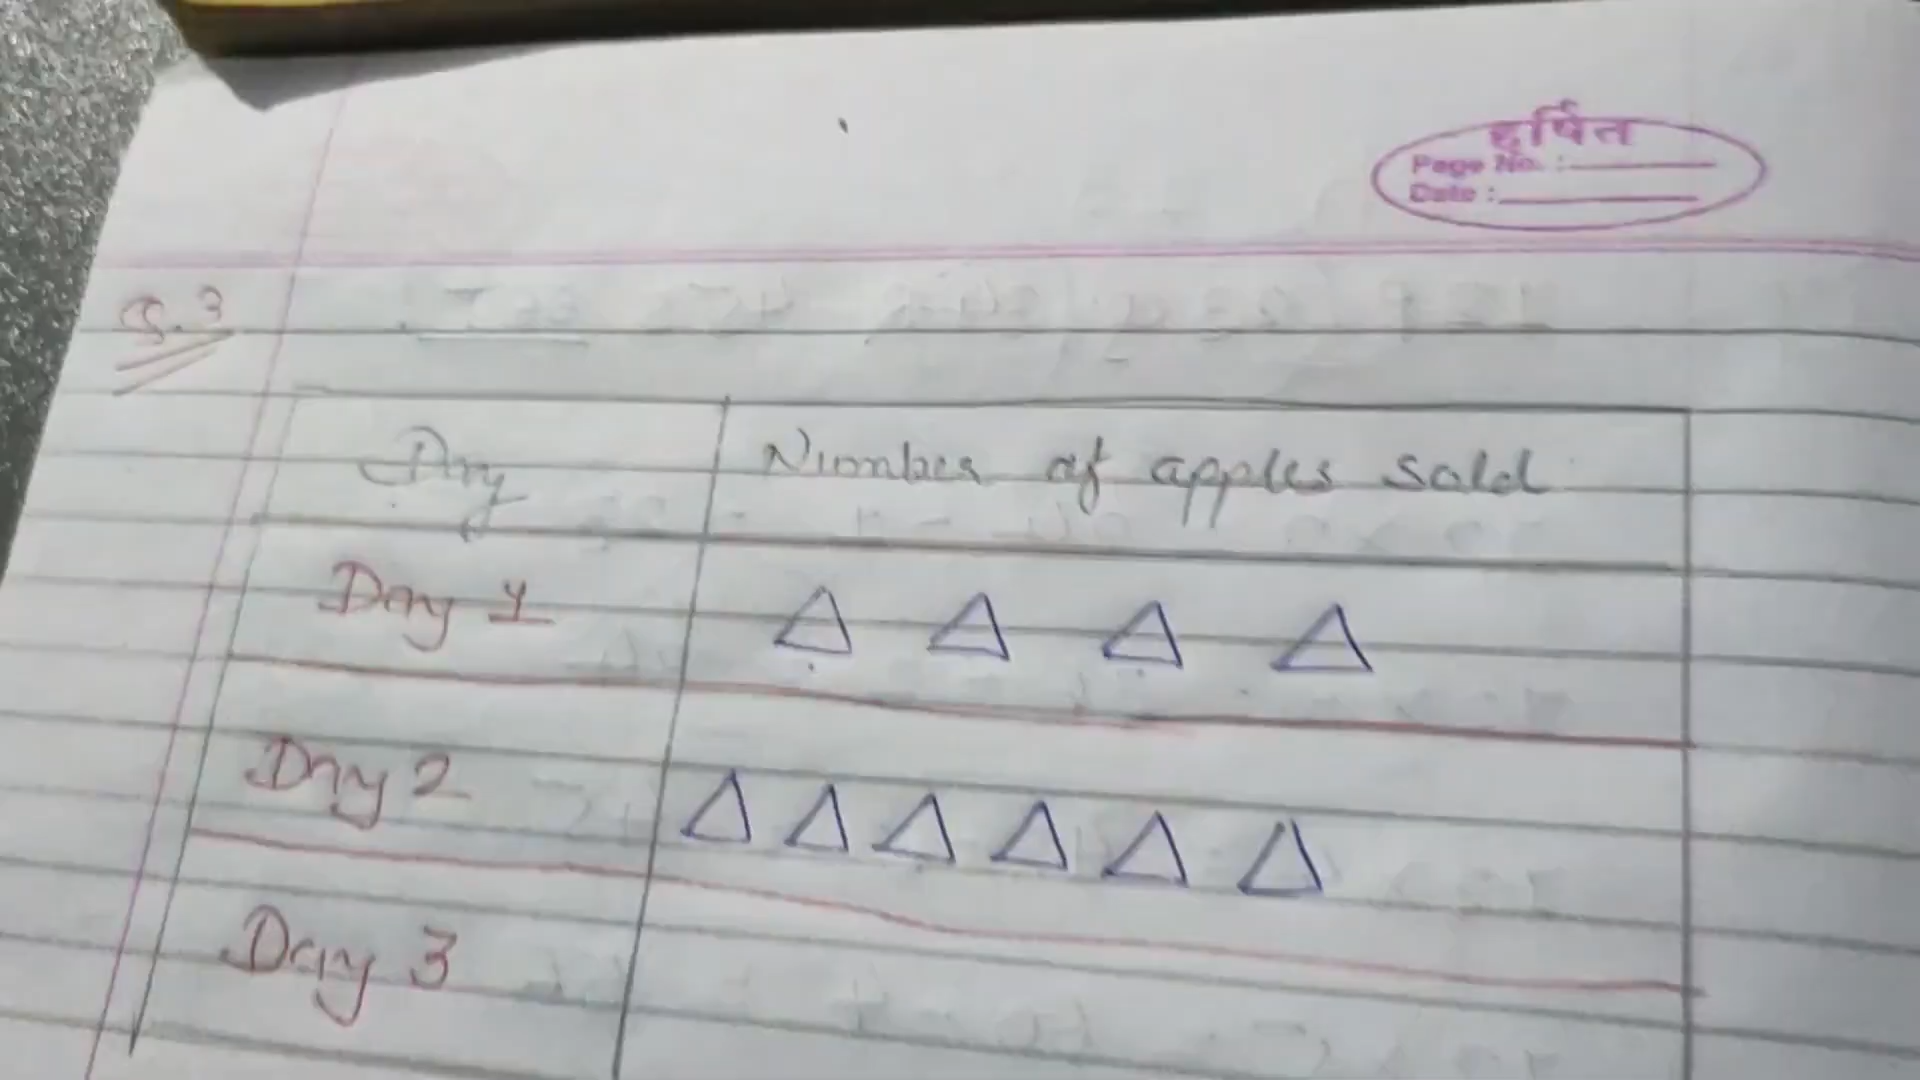 हर्षित
Page No. :
Date :
Q.3
Day Number of apples sold
Day 1 △ △ △ △
Day 2 △ △ △ △ △ △
Day 3